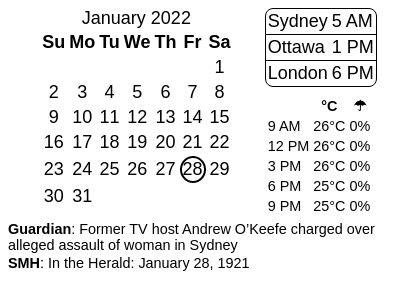 January 2022
Su Mo Tu We Th Fr Sa
1
2 3 4 5 6 7 8
9 10 11 12 13 14 15
16 17 18 19 20 21 22
23 24 25 26 27 28 29
30 31
Sydney 5 AM
Ottawa 1 PM
London 6 PM
°C ☂
9 AM 26°C 0%
12 PM 26°C 0%
3 PM 26°C 0%
6 PM 25°C 0%
9 PM 25°C 0%
Guardian: Former TV host Andrew O’Keefe charged over
alleged assault of woman in Sydney
SMH: In the Herald: January 28, 1921